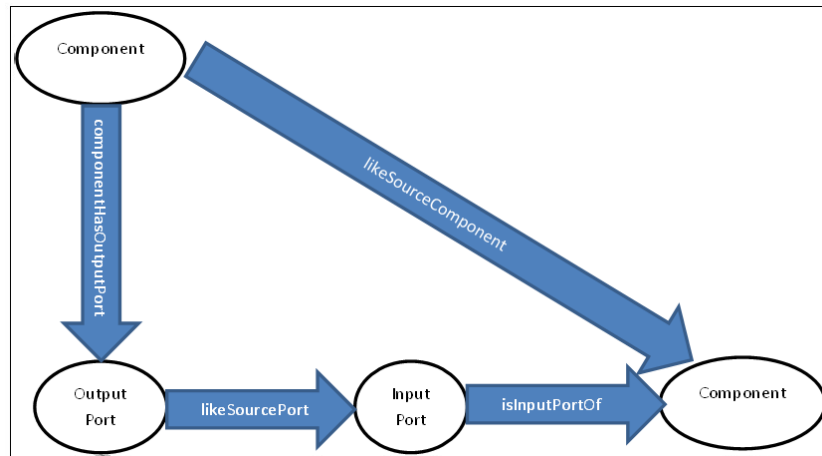 Component
componentHasOutputPort
likeSourceComponent
Output
Port
likeSourcePort
Input
Port
isInputPortOf
Component